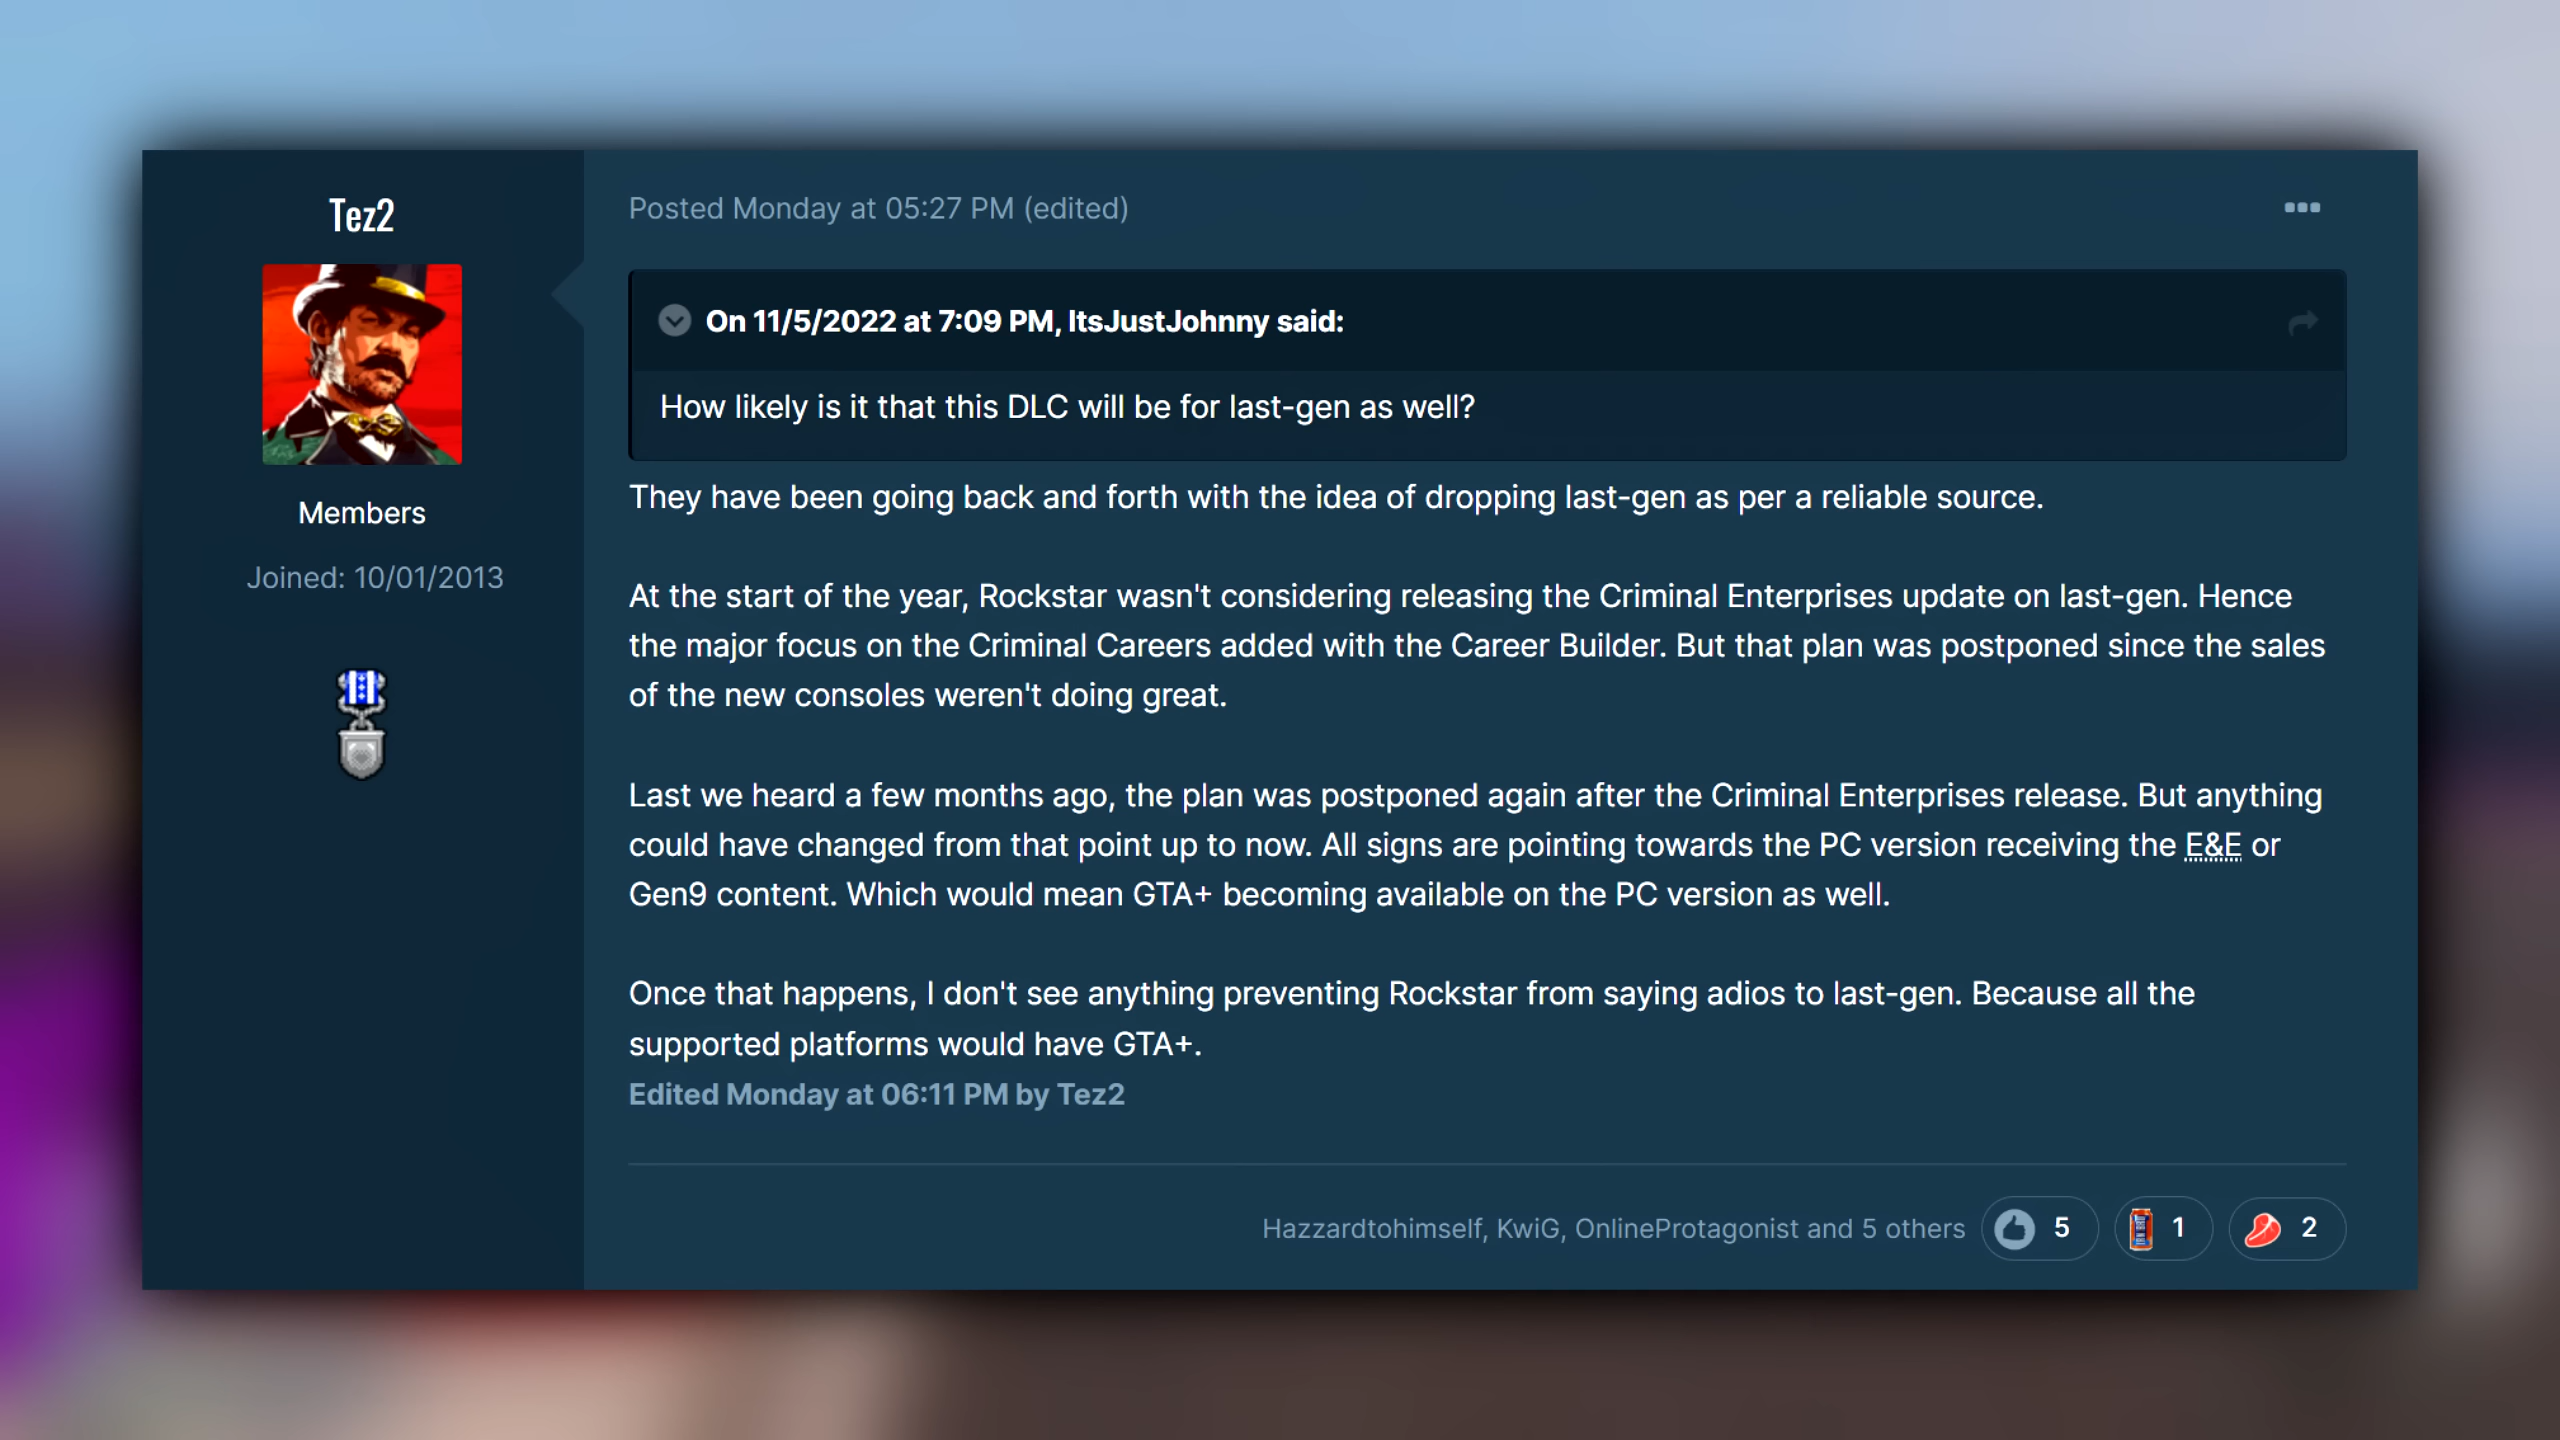 Tez2
Members
Joined: 10/01/2013
Posted Monday at 05:27 PM (edited)
On 11/5/2022 at 7:09 PM, ItsJustJohnny said:
How likely is it that this DLC will be for last-gen as well?
They have been going back and forth with the idea of dropping last-gen as per a reliable source.
At the start of the year, Rockstar wasn't considering releasing the Criminal Enterprises update on last-gen. Hence
the major focus on the Criminal Careers added with the Career Builder. But that plan was postponed since the sales
of the new consoles weren't doing great.
Last we heard a few months ago, the plan was postponed again after the Criminal Enterprises release. But anything
could have changed from that point up to now. All signs are pointing towards the PC version receiving the E&E or
Gen9 content. Which would mean GTA+ becoming available on the PC version as well.
Once that happens, I don't see anything preventing Rockstar from saying adios to last-gen. Because all the
supported platforms would have GTA+.
Edited Monday at 06:11 PM by Tez2
Hazzardtohimself, KwiG, OnlineProtagonist and 5 others 5 1 2